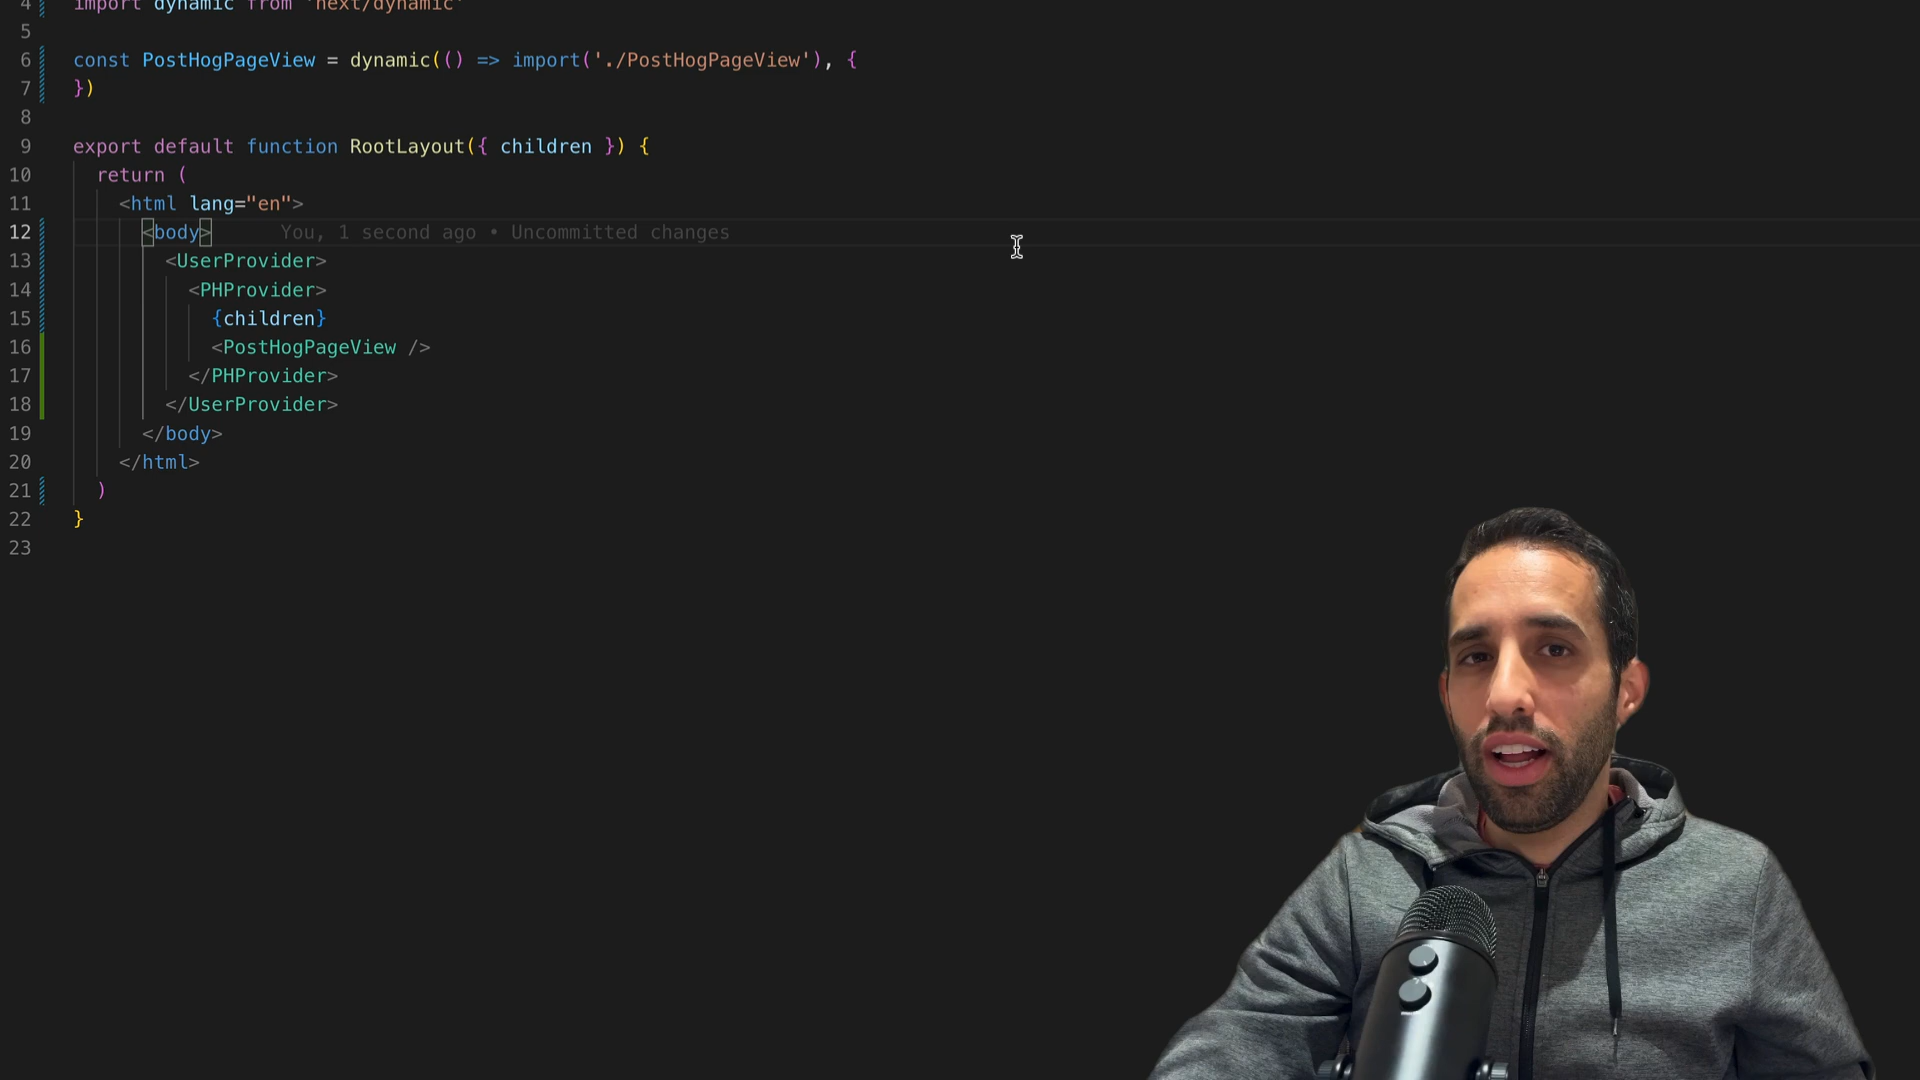 4 import dynamic from 'next/dynamic'
5
6 const PostHogPageView = dynamic(() => import('./PostHogPageView'), {
7 })
8
9 export default function RootLayout({ children }) {
10 return (
11 <html lang="en">
12 <body> You, 1 second ago • Uncommitted changes
13 <UserProvider>
14 <PHProvider>
15 {children}
16 <PostHogPageView />
17 </PHProvider>
18 </UserProvider>
19 </body>
20 </html>
21 )
22 }
23